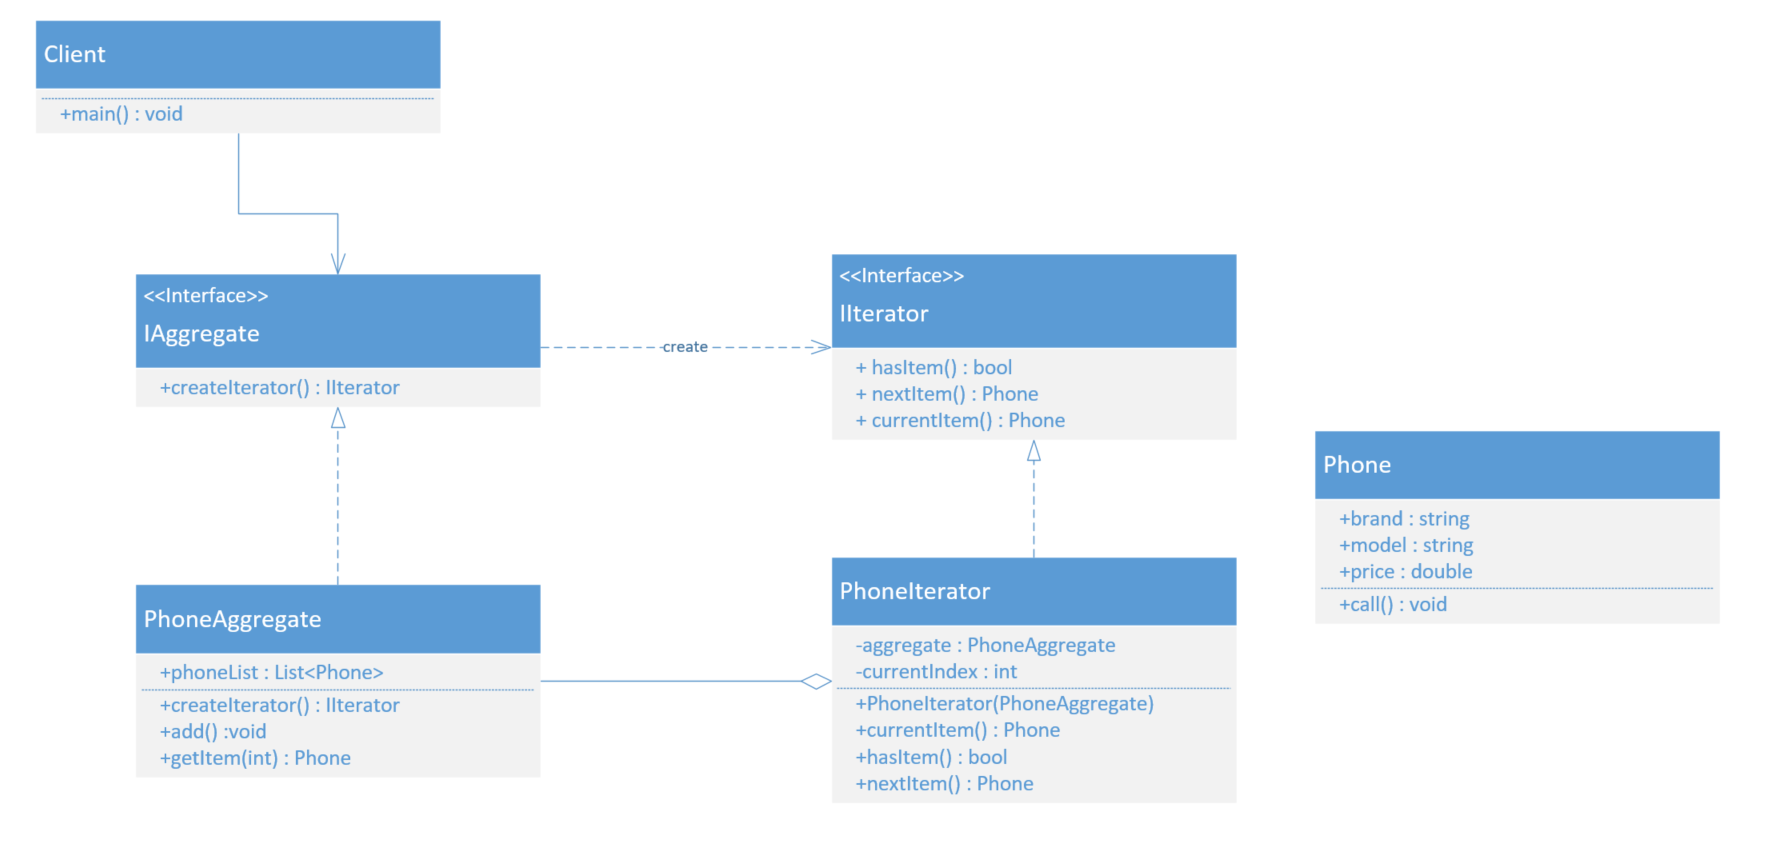 Client
+main() : void
<<Interface>>
IAggregate
+createIterator() : IIterator
create
<<Interface>>
IIterator
+ hasItem() : bool
+ nextItem() : Phone
+ currentItem() : Phone
Phone
+brand : string
+model : string
+price : double
+call() : void
PhoneAggregate
+phoneList : List<Phone>
+createIterator() : IIterator
+add() :void
+getItem(int) : Phone
PhoneIterator
-aggregate : PhoneAggregate
-currentIndex : int
+PhoneIterator(PhoneAggregate)
+currentItem() : Phone
+hasItem() : bool
+nextItem() : Phone